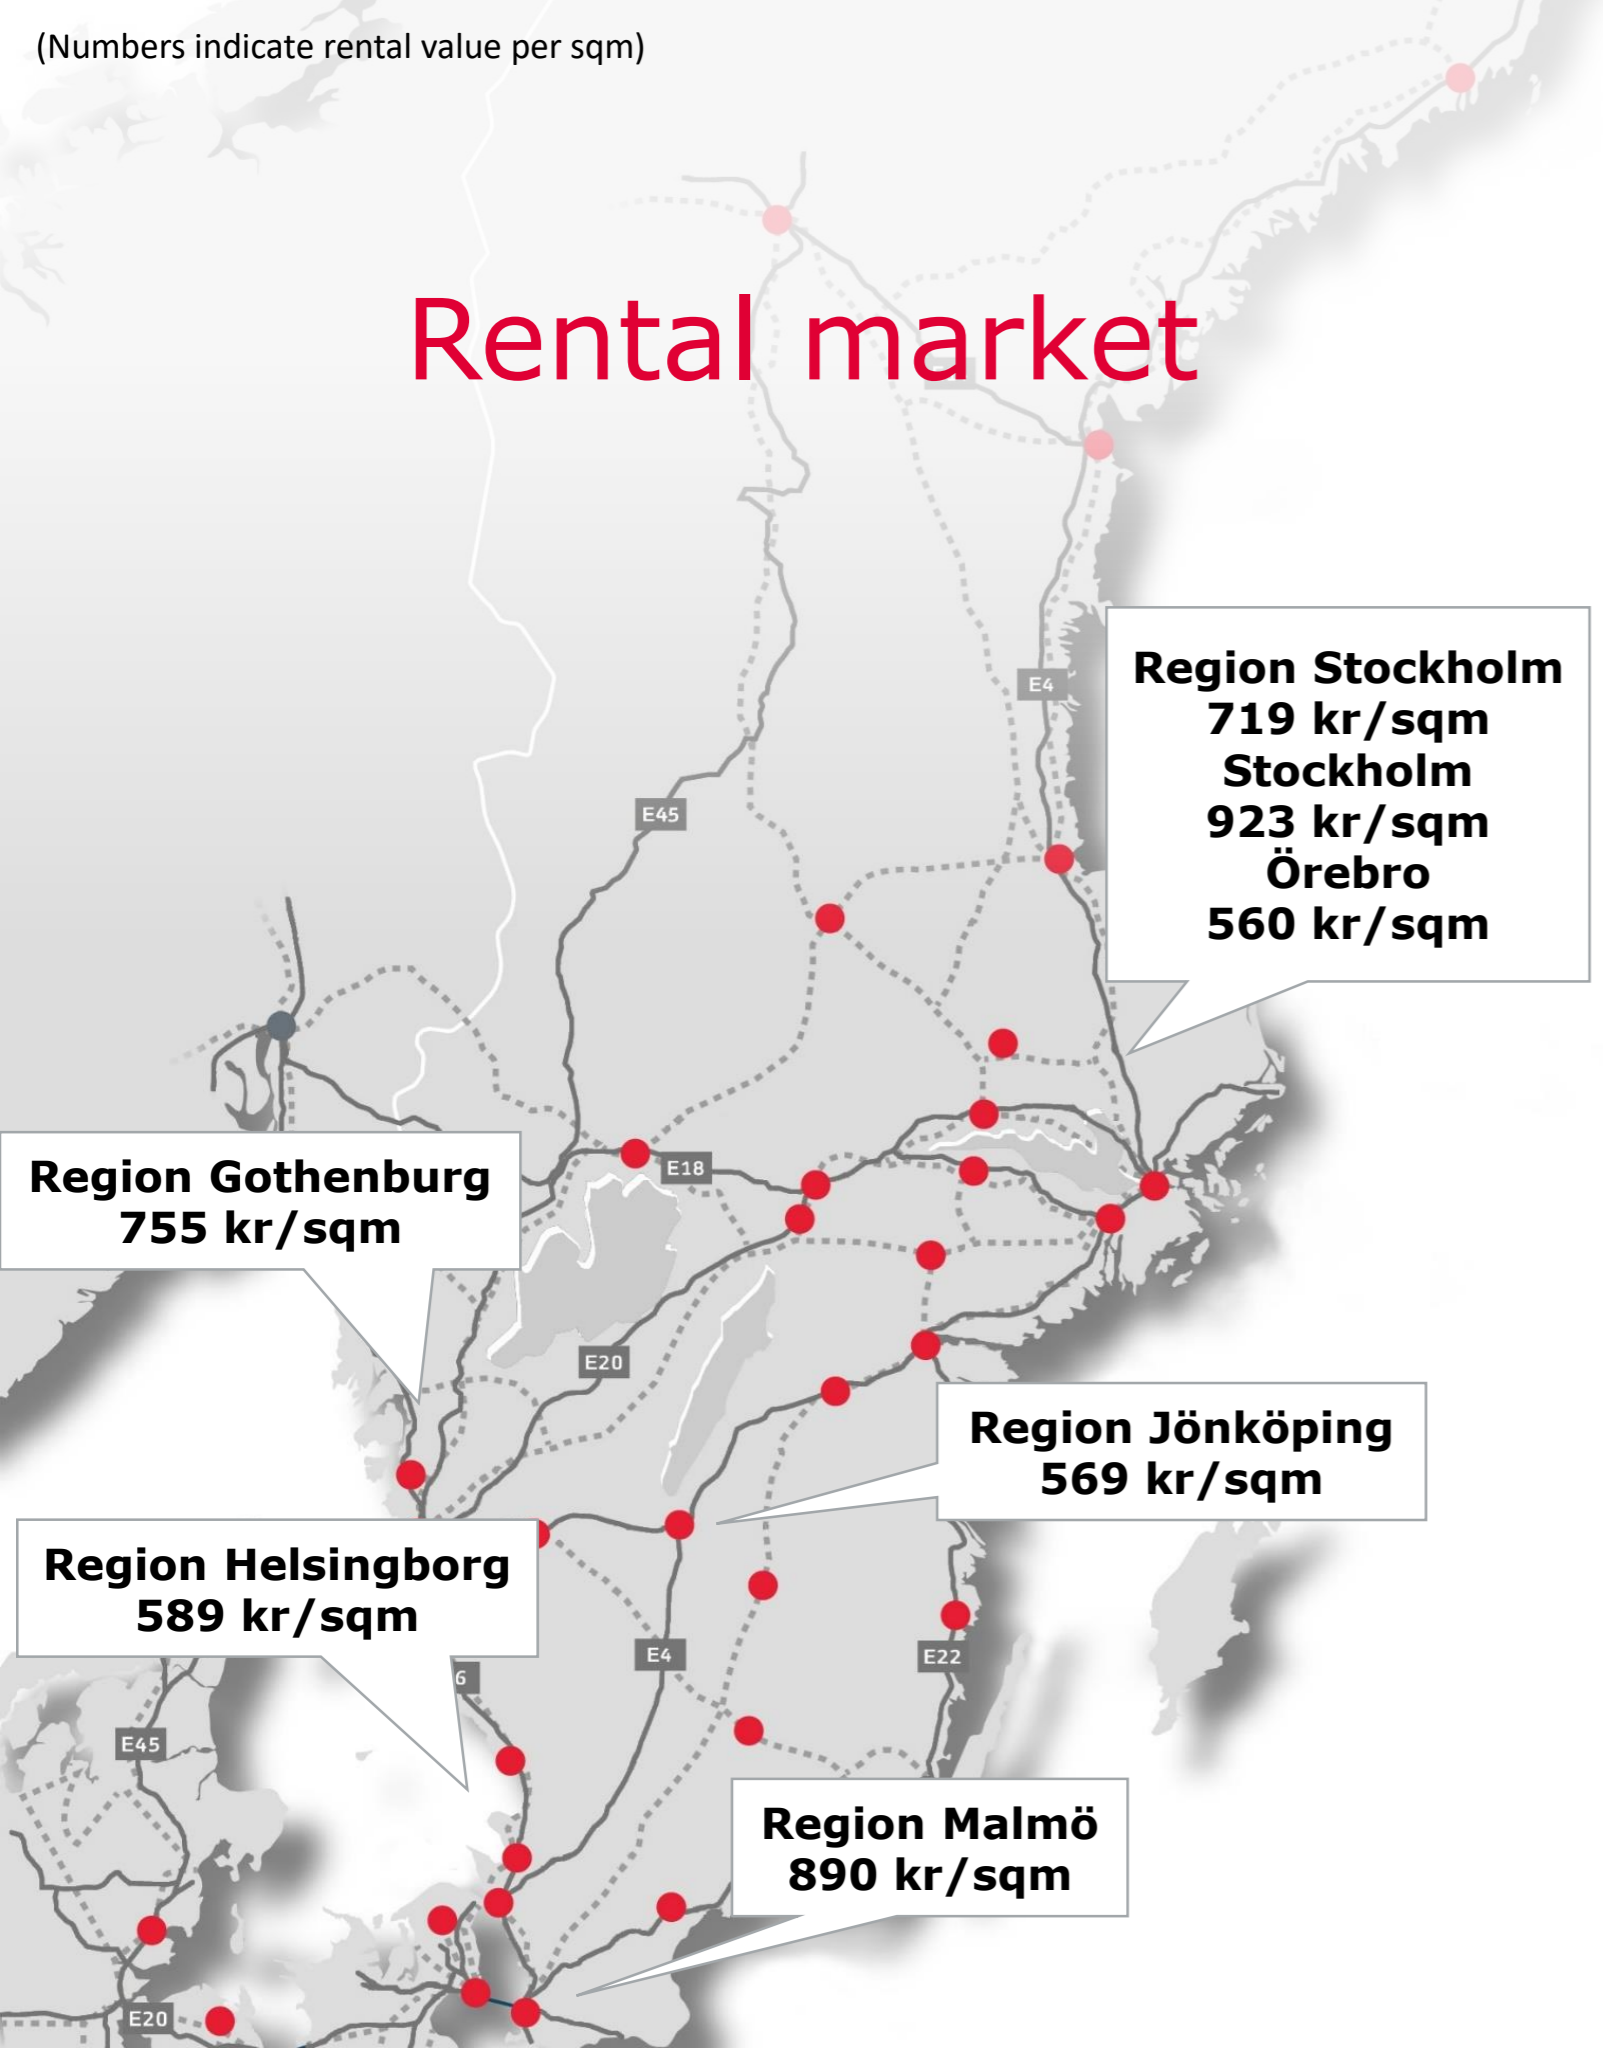 (Numbers indicate rental value per sqm)
Rental market
E4
Region Stockholm
719 kr/sqm
Stockholm
923 kr/sqm
Örebro
560 kr/sqm
E45
Region Gothenburg
755 kr/sqm
E18
E20
Region Jönköping
569 kr/sqm
Region Helsingborg
589 kr/sqm
E4
E22
6
E45
Region Malmö
890 kr/sqm
E20